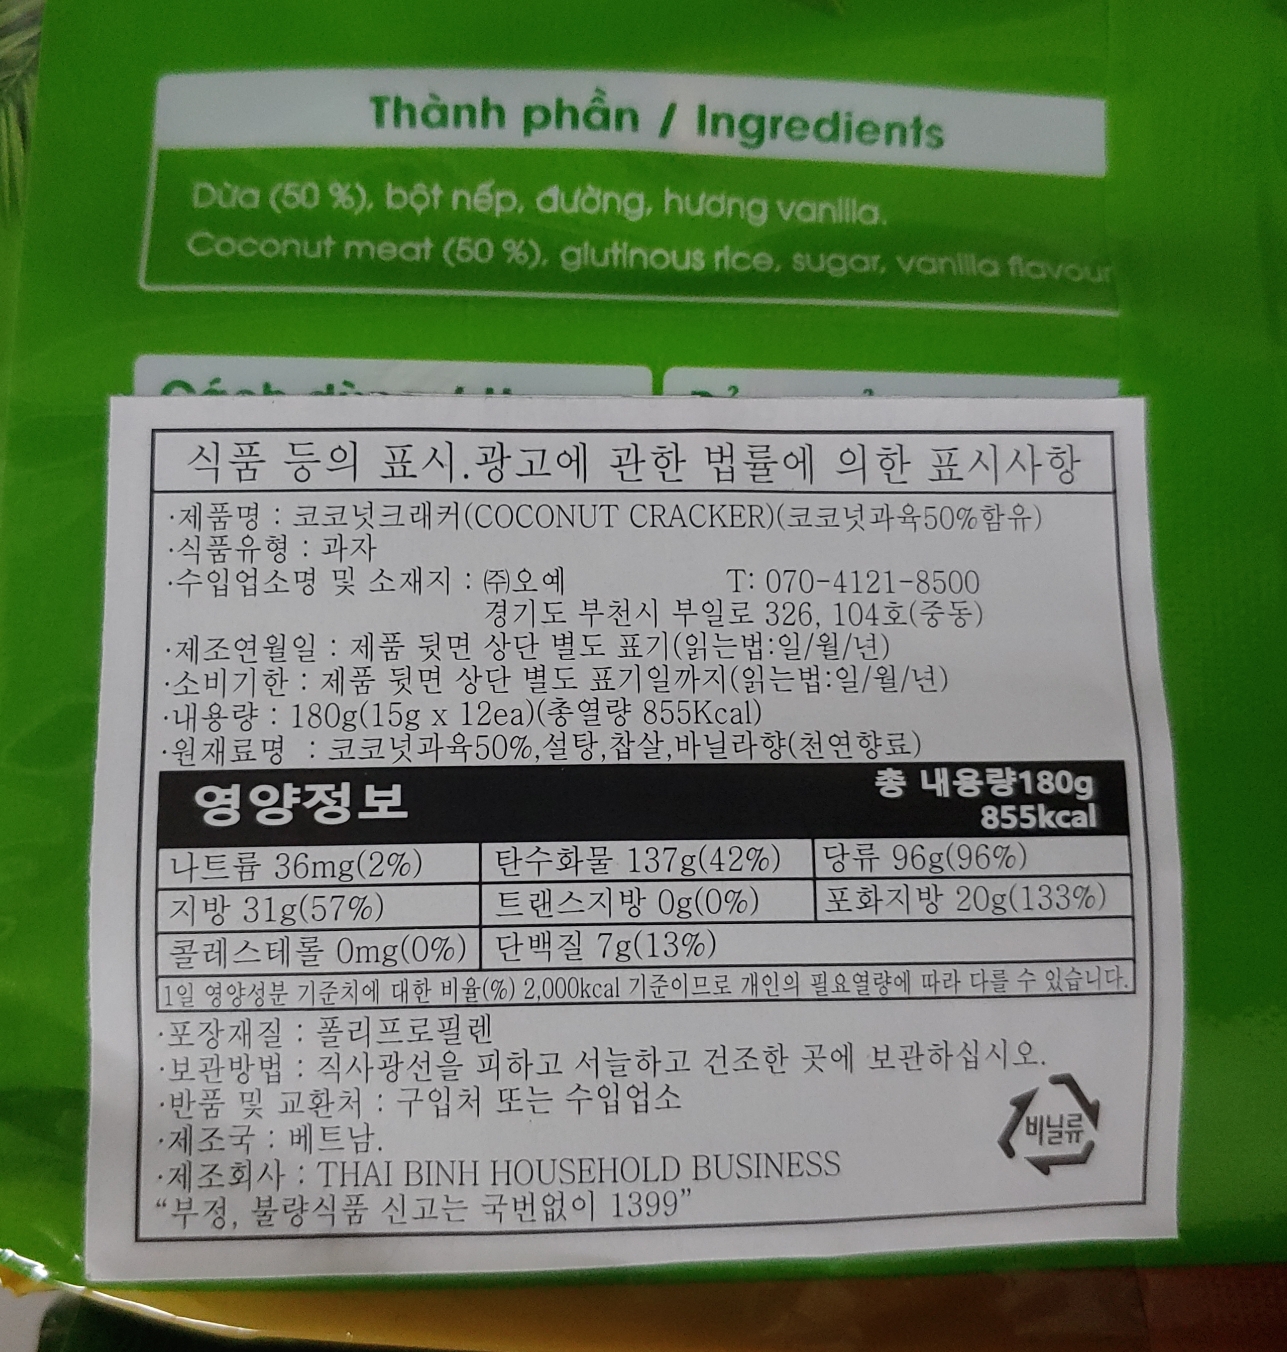 Thành phần / Ingredients
Dừa (50 %), bột nếp, đường, hương vanilla.
Coconut meat (50 %), glutinous rice, sugar, vanilla flavour
식품 등의 표시.광고에 관한 법률에 의한 표시사항
·제품명 : 코코넛크래커(COCONUT CRACKER)(코코넛과육50%함유)
·식품유형 : 과자
·수입업소명 및 소재지 : ㈜오예 T: 070-4121-8500
경기도 부천시 부일로 326, 104호(중동)
·제조연월일 : 제품 뒷면 상단 별도 표기(읽는법:일/월/년)
·소비기한 : 제품 뒷면 상단 별도 표기일까지(읽는법:일/월/년)
·내용량 : 180g(15g x 12ea)(총열량 855Kcal)
·원재료명 : 코코넛과육50%,설탕,찹쌀,바닐라향(천연향료)
영양정보 총 내용량180g
855kcal
나트륨 36mg(2%) 탄수화물 137g(42%) 당류 96g(96%)
지방 31g(57%) 트랜스지방 0g(0%) 포화지방 20g(133%)
콜레스테롤 0mg(0%) 단백질 7g(13%)
1일 영양성분 기준치에 대한 비율(%) 2,000kcal 기준이므로 개인의 필요열량에 따라 다를 수 있습니다.
·포장재질 : 폴리프로필렌
·보관방법 : 직사광선을 피하고 서늘하고 건조한 곳에 보관하십시오.
·반품 및 교환처 : 구입처 또는 수입업소
비닐류
·제조국 : 베트남.
·제조회사 : THAI BINH HOUSEHOLD BUSINESS
“부정, 불량식품 신고는 국번없이 1399”